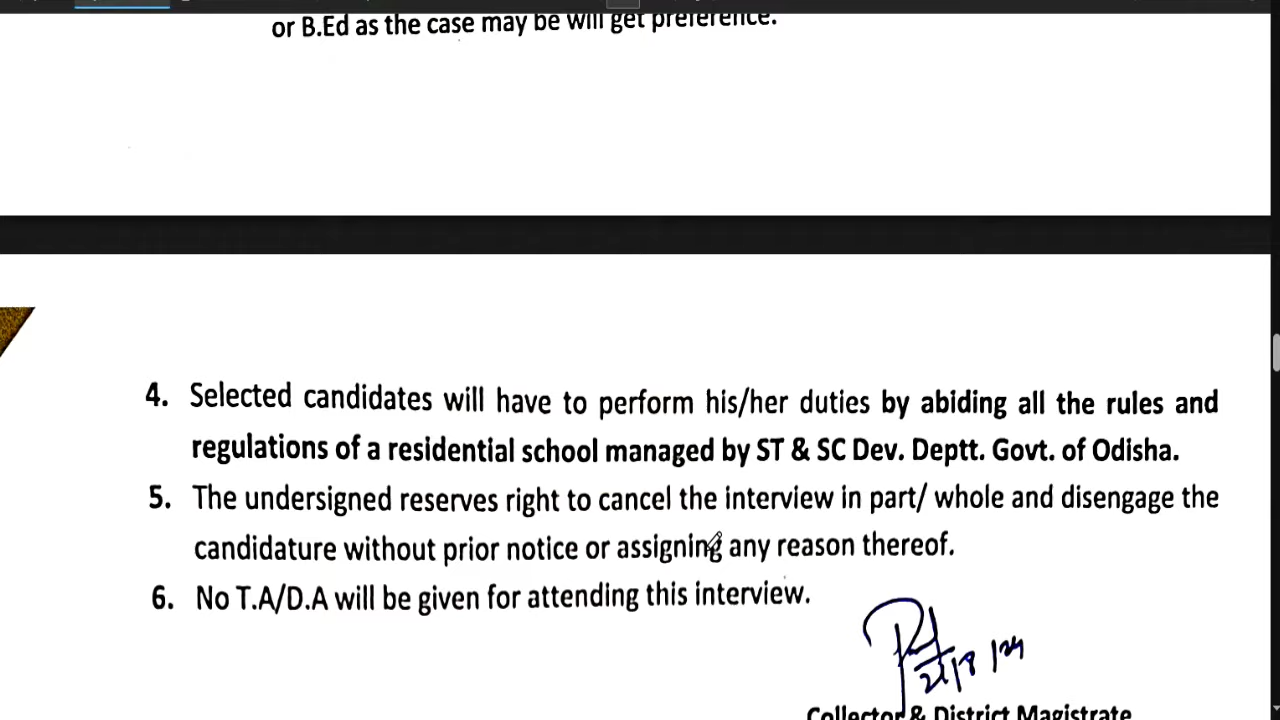 or B.Ed as the case may be will get preference.
4. Selected candidates will have to perform his/her duties by abiding all the rules and
regulations of a residential school managed by ST & SC Dev. Deptt. Govt. of Odisha.
5. The undersigned reserves right to cancel the interview in part/ whole and disengage the
candidature without prior notice or assigning any reason thereof.
6. No T.A/D.A will be given for attending this interview.
Collector & District Magistrate